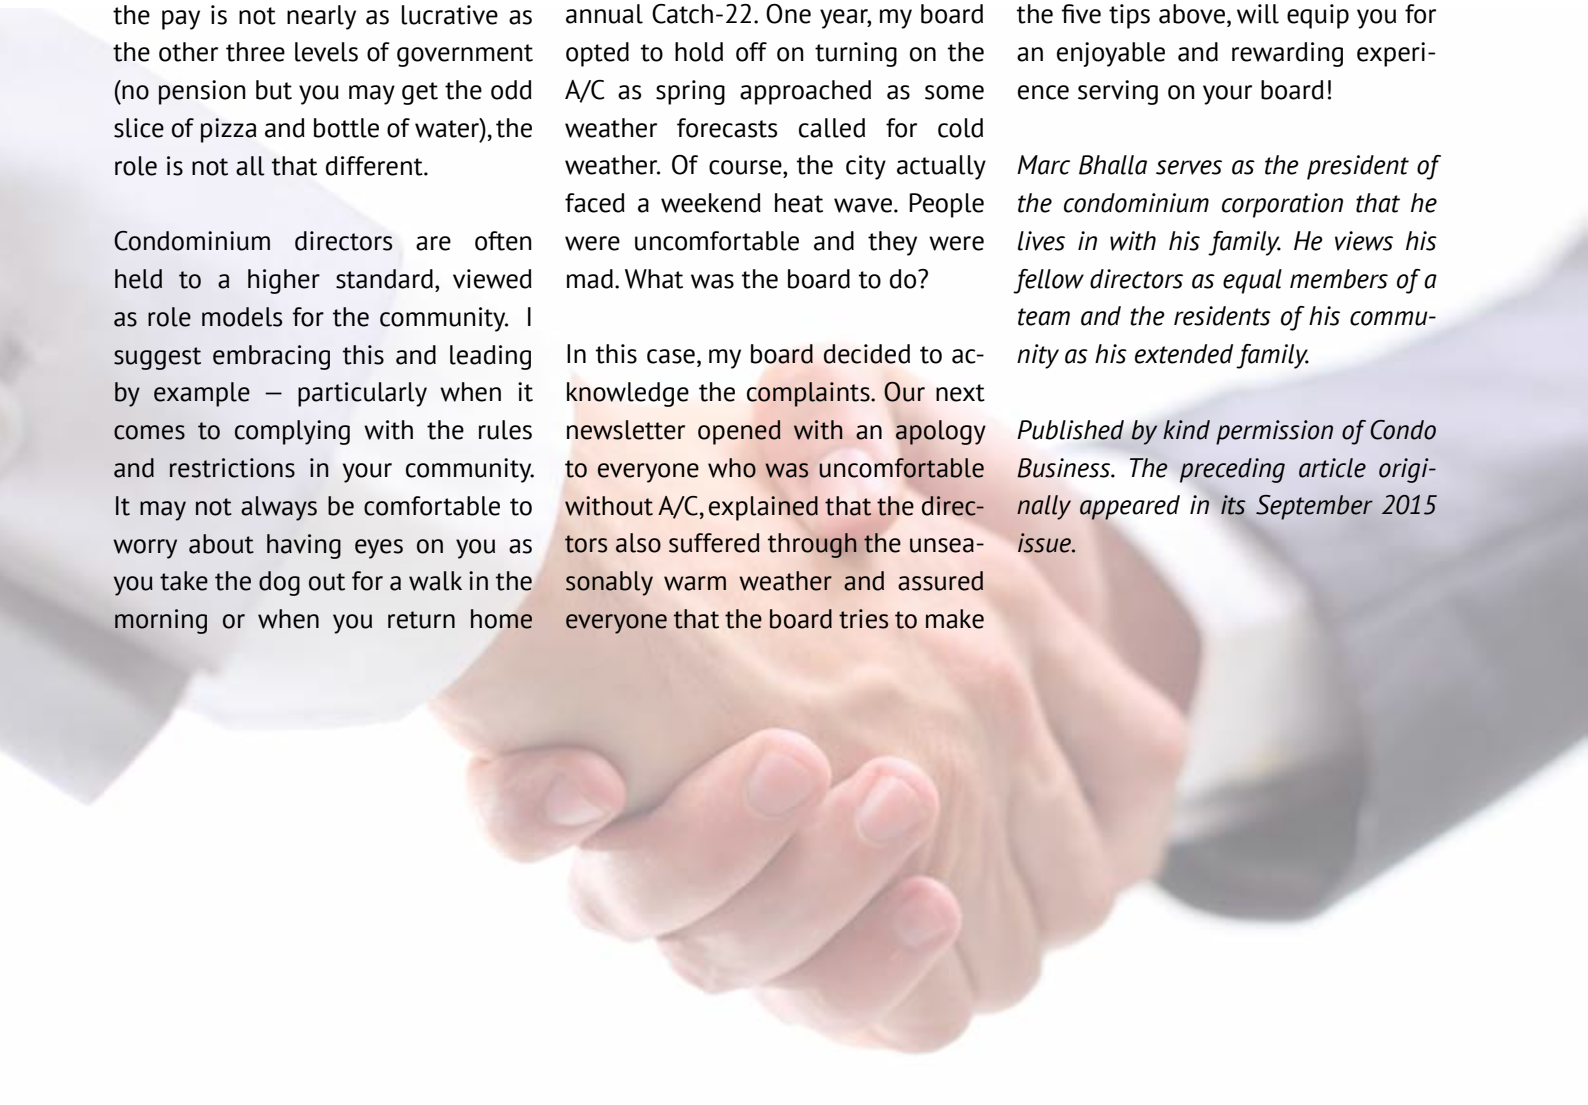 the pay is not nearly as lucrative as
the other three levels of government
(no pension but you may get the odd
slice of pizza and bottle of water), the
role is not all that different.
Condominium directors are often
held to a higher standard, viewed
as role models for the community. I
suggest embracing this and leading
by example — particularly when it
comes to complying with the rules
and restrictions in your community.
It may not always be comfortable to
worry about having eyes on you as
you take the dog out for a walk in the
morning or when you return home
annual Catch-22. One year, my board
opted to hold off on turning on the
A/C as spring approached as some
weather forecasts called for cold
weather. Of course, the city actually
faced a weekend heat wave. People
were uncomfortable and they were
mad. What was the board to do?
In this case, my board decided to ac-
knowledge the complaints. Our next
newsletter opened with an apology
to everyone who was uncomfortable
without A/C, explained that the direc-
tors also suffered through the unsea-
sonably warm weather and assured
everyone that the board tries to make
the five tips above, will equip you for
an enjoyable and rewarding experi-
ence serving on your board!
Marc Bhalla serves as the president of
the condominium corporation that he
lives in with his family. He views his
fellow directors as equal members of a
team and the residents of his commu-
nity as his extended family.
Published by kind permission of Condo
Business. The preceding article origi-
nally appeared in its September 2015
issue.